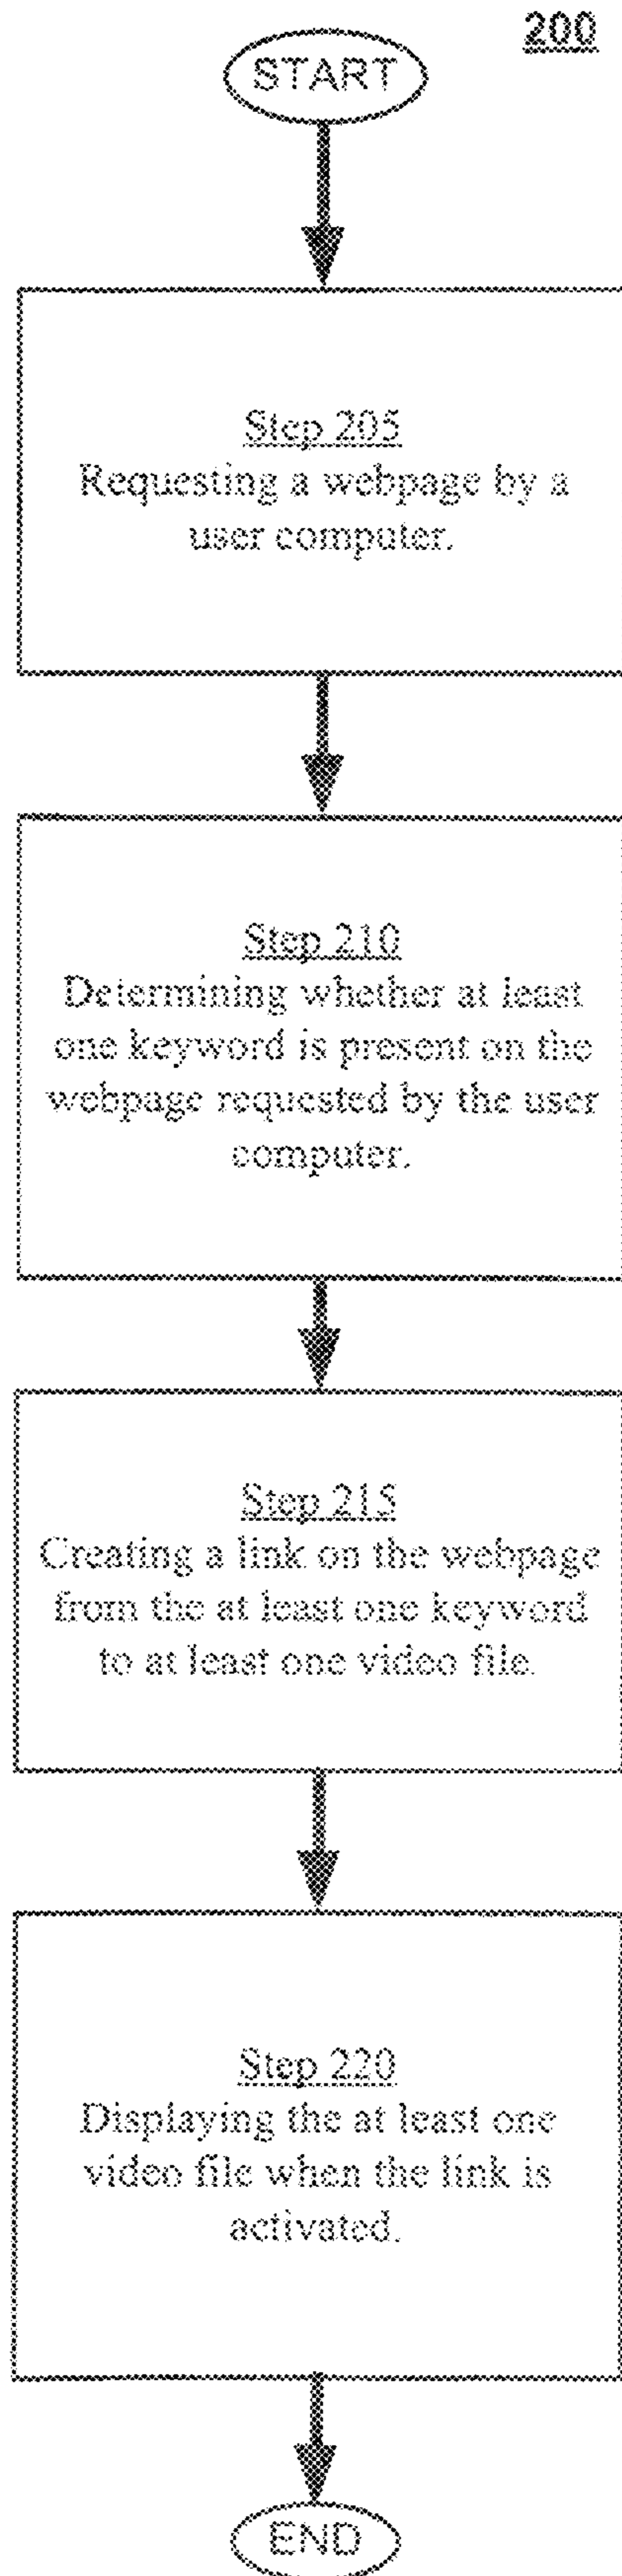 200
START
Step 205
Requesting a webpage by a
user computer.
Step 210
Determining whether at least
one keyword is present on the
webpage requested by the user
computer.
Step 215
Creating a link on the webpage
from the at least one keyword
to at least one video file.
Step 220
Displaying the at least one
video file when the link is
activated.
END